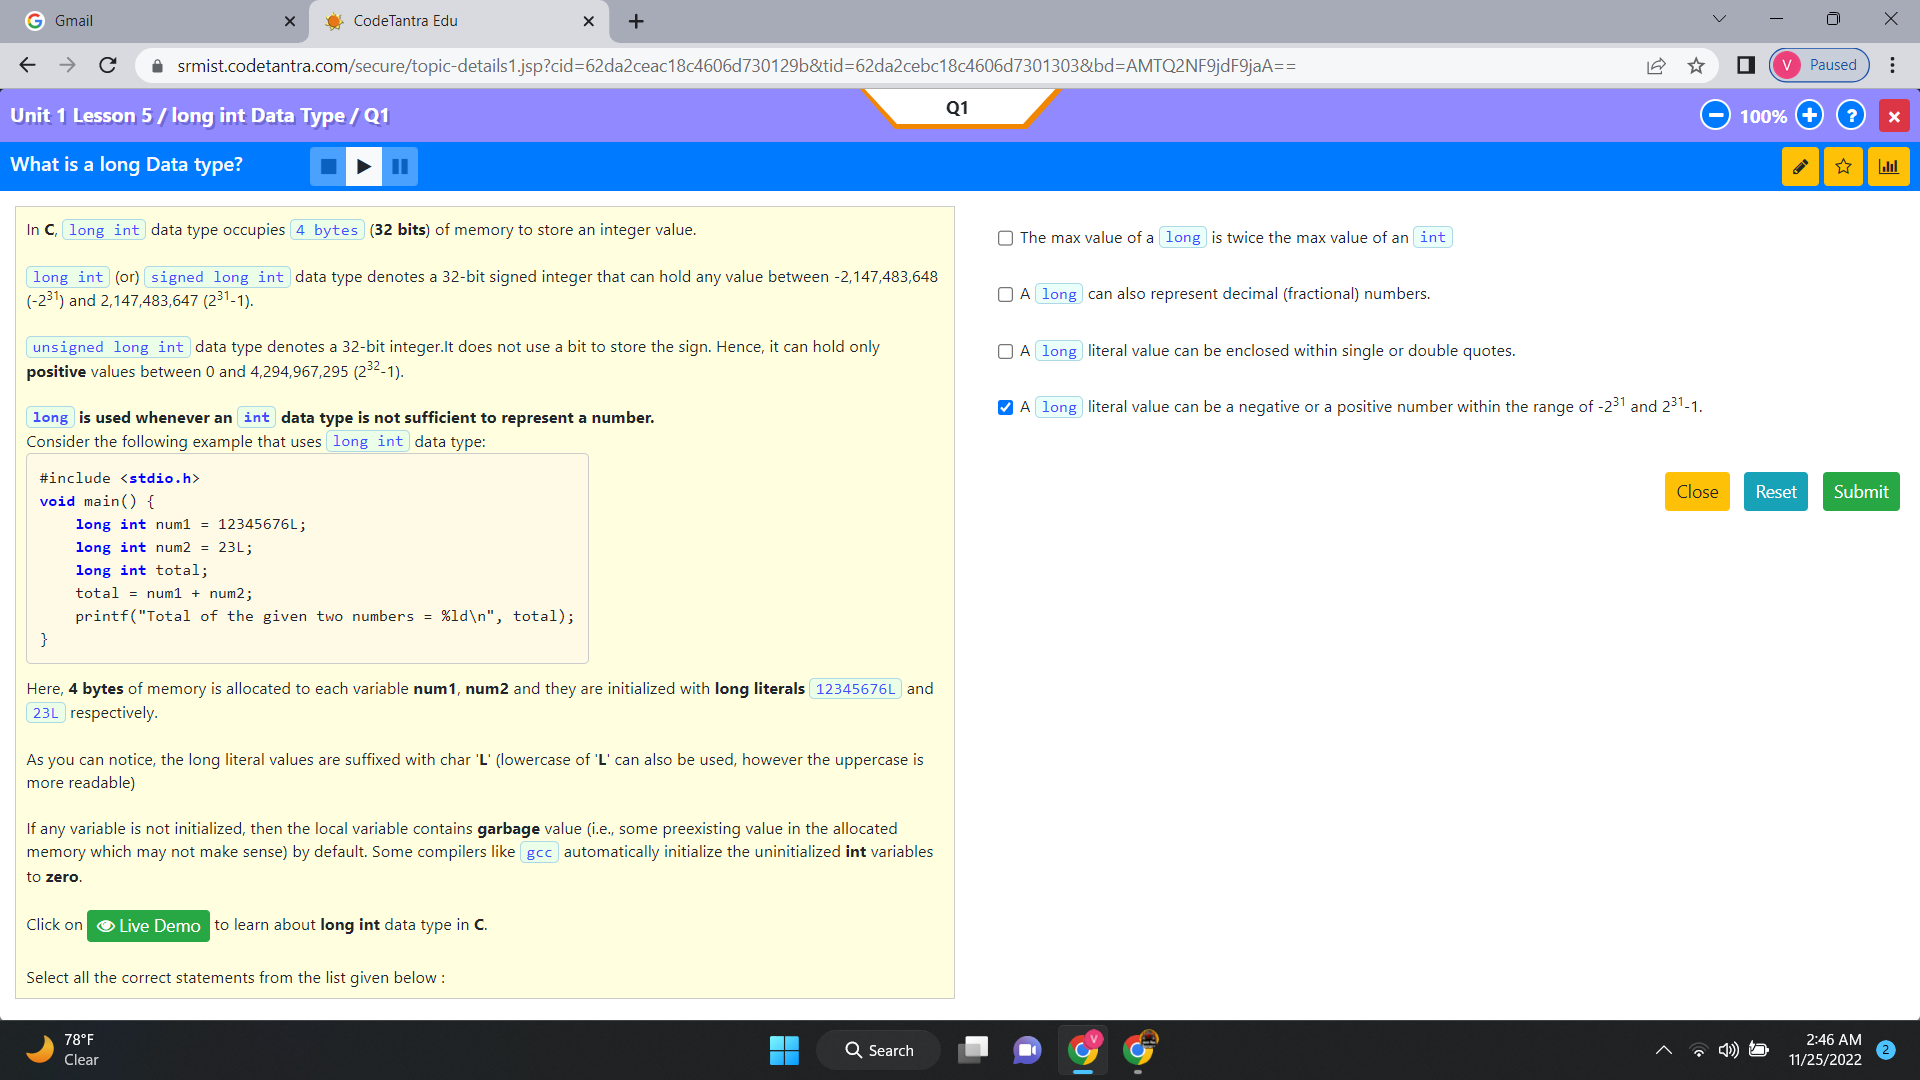 Gmail
CodeTantra Edu
srmist.codetantra.com/secure/topic-details1.jsp?cid=62da2ceac18c4606d730129b&tid=62da2cebc18c4606d7301303&bd=AMTQ2NF9jdF9jaA==
V Paused
Unit 1 Lesson 5 / long int Data Type / Q1
Q1
100%
?
What is a long Data type?
In C, long int data type occupies 4 bytes (32 bits) of memory to store an integer value.
long int (or) signed long int data type denotes a 32-bit signed integer that can hold any value between -2,147,483,648
(-2³¹) and 2,147,483,647 (2³¹-1).
unsigned long int data type denotes a 32-bit integer.It does not use a bit to store the sign. Hence, it can hold only
positive values between 0 and 4,294,967,295 (2³²-1).
long is used whenever an int data type is not sufficient to represent a number.
Consider the following example that uses long int data type:
#include <stdio.h>
void main() {
    long int num1 = 12345676L;
    long int num2 = 23L;
    long int total;
    total = num1 + num2;
    printf("Total of the given two numbers = %ld\n", total);
}
Here, 4 bytes of memory is allocated to each variable num1, num2 and they are initialized with long literals 12345676L and
23L respectively.
As you can notice, the long literal values are suffixed with char 'L' (lowercase of 'L' can also be used, however the uppercase is
more readable)
If any variable is not initialized, then the local variable contains garbage value (i.e., some preexisting value in the allocated
memory which may not make sense) by default. Some compilers like gcc automatically initialize the uninitialized int variables
to zero.
Click on Live Demo to learn about long int data type in C.
Select all the correct statements from the list given below :
The max value of a long is twice the max value of an int
A long can also represent decimal (fractional) numbers.
A long literal value can be enclosed within single or double quotes.
A long literal value can be a negative or a positive number within the range of -2³¹ and 2³¹-1.
Close
Reset
Submit
78°F
Clear
Search
V
2:46 AM
11/25/2022
2